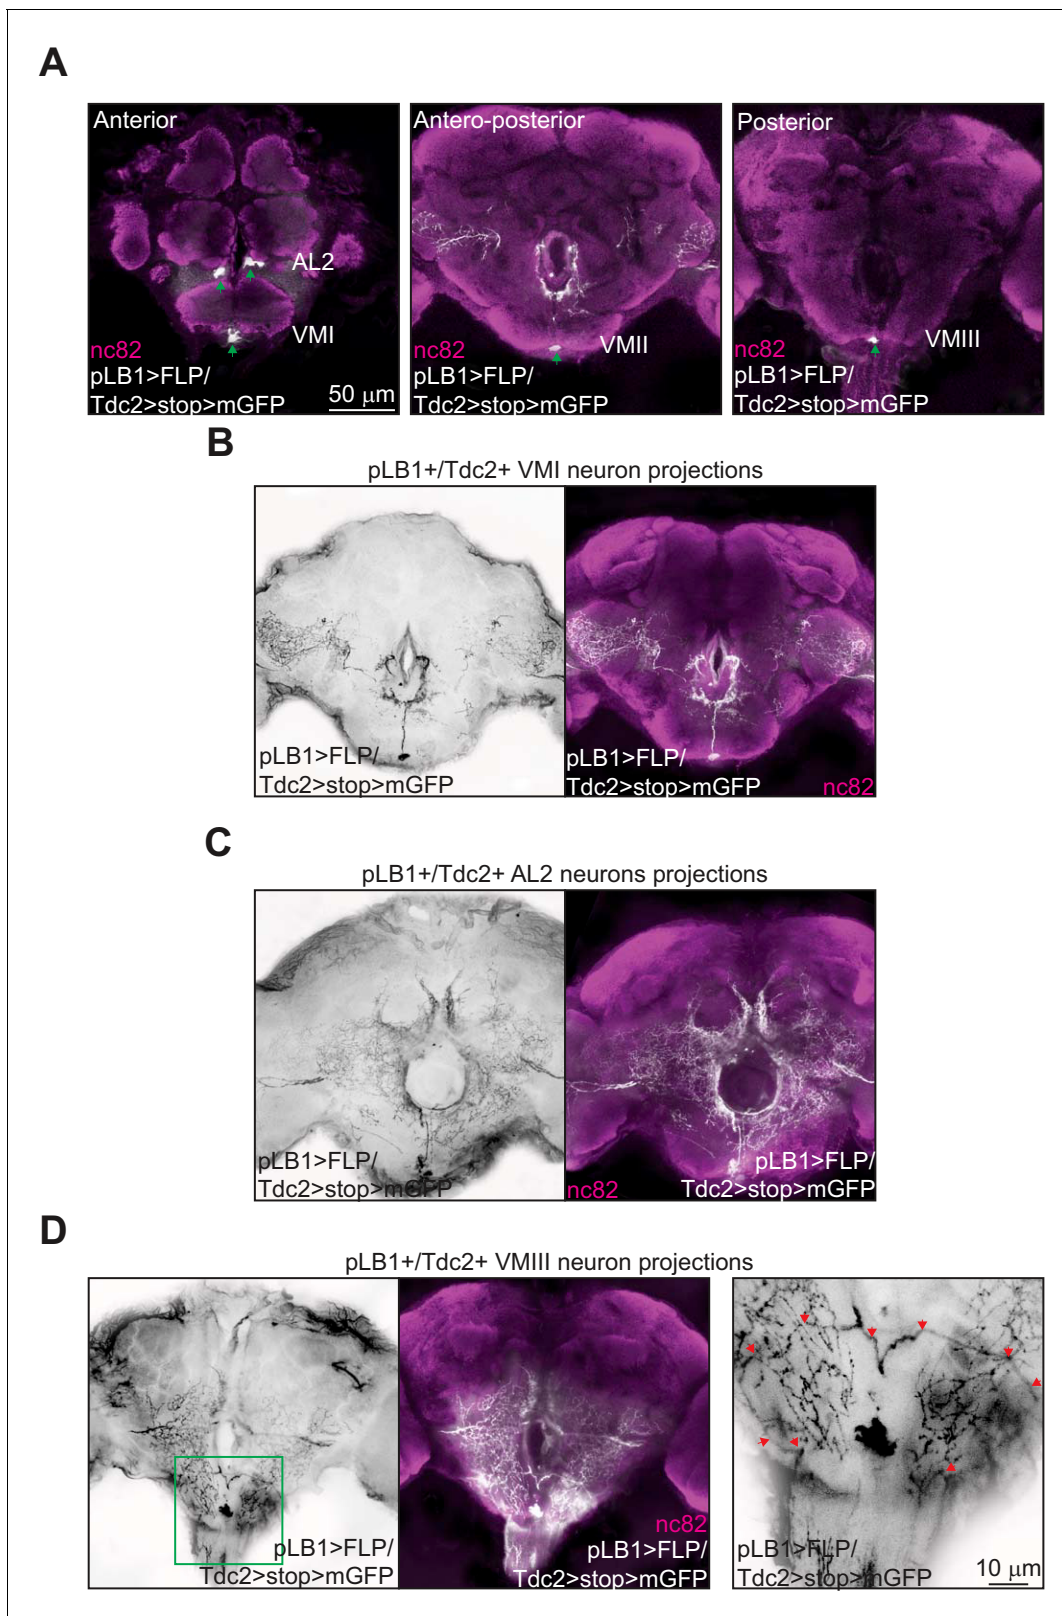 A
Anterior
AL2
VMI
nc82
pLB1>FLP/
Tdc2>stop>mGFP
50 μm
Antero-posterior
VMII
nc82
pLB1>FLP/
Tdc2>stop>mGFP
Posterior
VMIII
nc82
pLB1>FLP/
Tdc2>stop>mGFP
B
pLB1+/Tdc2+ VMI neuron projections
pLB1>FLP/
Tdc2>stop>mGFP
pLB1>FLP/
Tdc2>stop>mGFP
nc82
C
pLB1+/Tdc2+ AL2 neurons projections
pLB1>FLP/
Tdc2>stop>mGFP
nc82
pLB1>FLP/
Tdc2>stop>mGFP
D
pLB1+/Tdc2+ VMIII neuron projections
pLB1>FLP/
Tdc2>stop>mGFP
nc82
pLB1>FLP/
Tdc2>stop>mGFP
pLB1>FLP/
Tdc2>stop>mGFP
10 μm